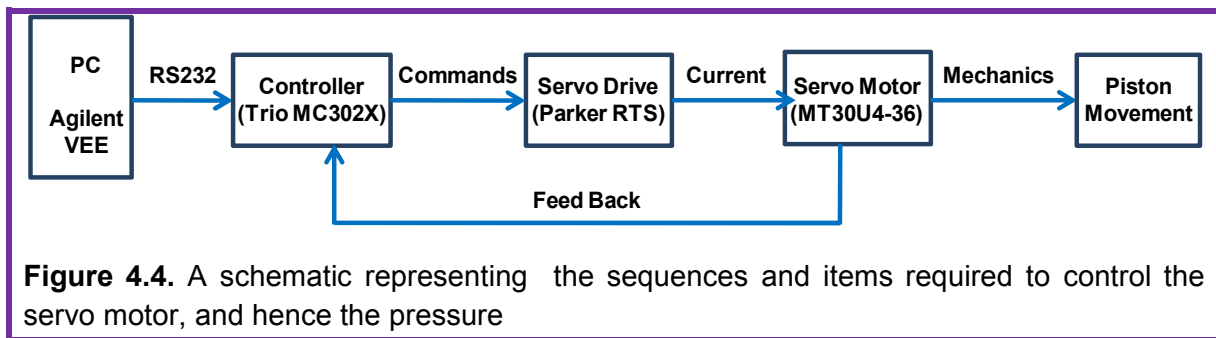 PC
Agilent
VEE
RS232
Controller
(Trio MC302X)
Commands
Servo Drive
(Parker RTS)
Current
Servo Motor
(MT30U4-36)
Mechanics
Piston
Movement
Feed Back
Figure 4.4. A schematic representing the sequences and items required to control the
servo motor, and hence the pressure